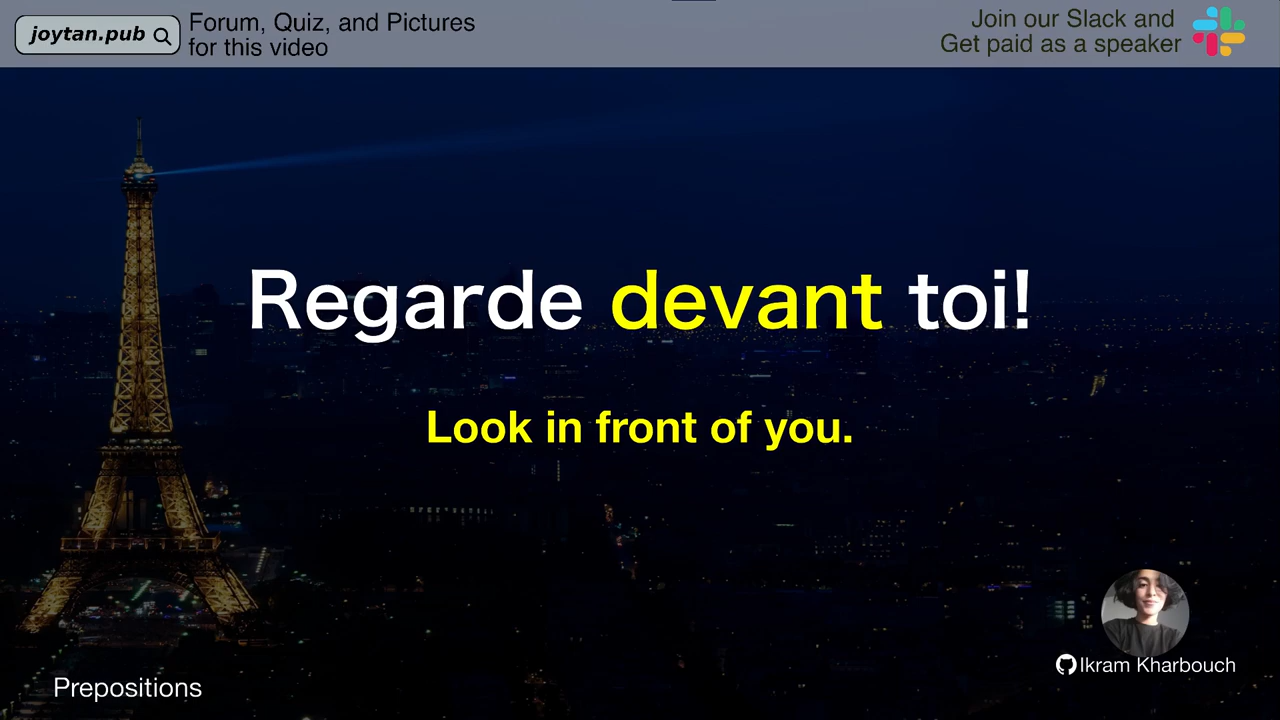 joytan.pub
Forum, Quiz, and Pictures
for this video
Join our Slack and
Get paid as a speaker
Regarde devant toi!
Look in front of you.
Ikram Kharbouch
Prepositions